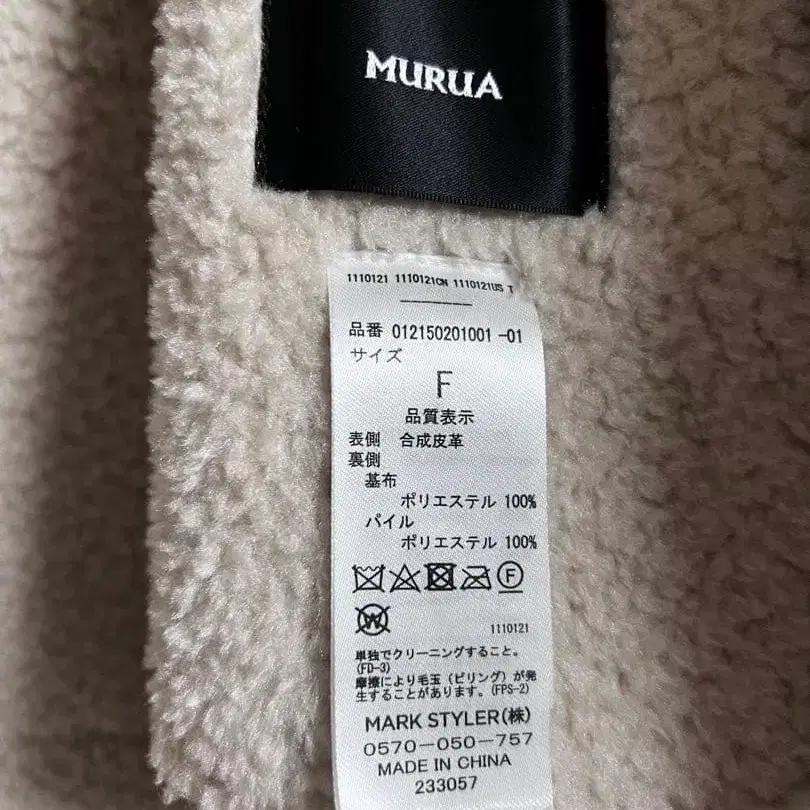 MURUA
1110121 1110121CN 1110121US T
品番 012150201001 -01
サイズ
F
品質表示
表側 合成皮革
裏側
基布
ポリエステル 100%
パイル
ポリエステル 100%
F
W
1110121
単独でクリーニングすること。
(FD-3)
摩擦により毛玉(ピリング)が発
生することがあります。(FPS-2)
MARK STYLER(株)
0570-050-757
MADE IN CHINA
233057